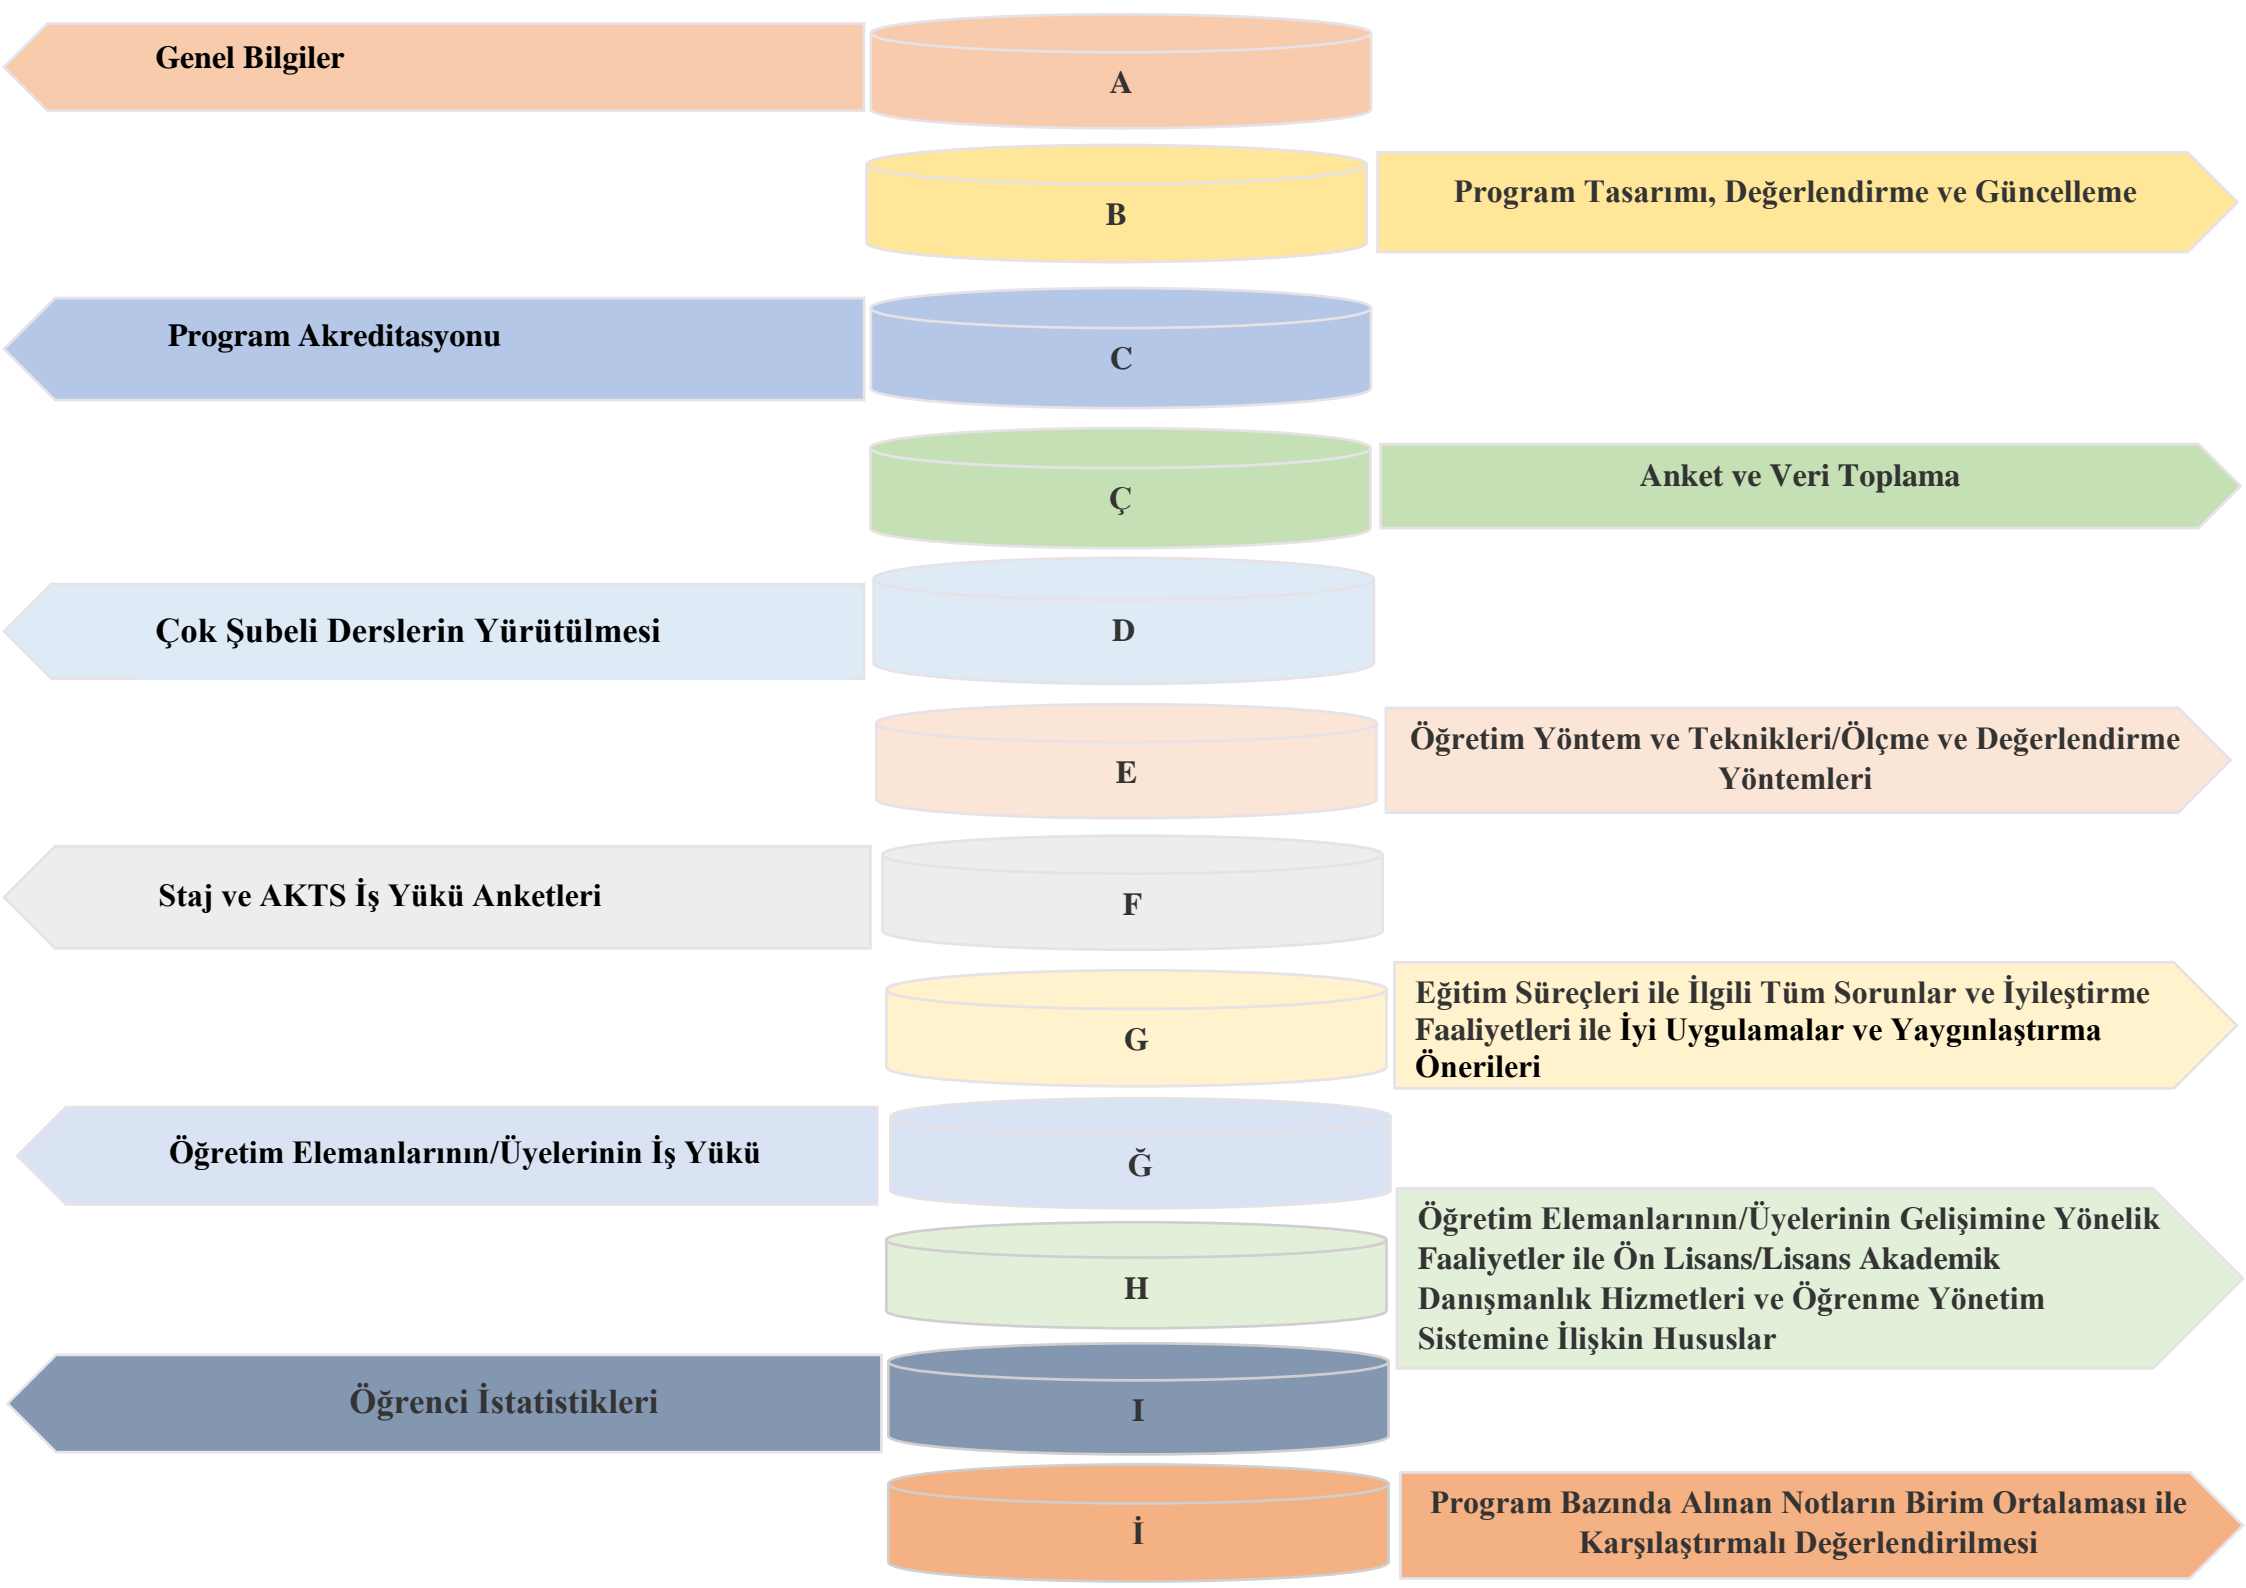 Genel Bilgiler
A
B
Program Tasarımı, Değerlendirme ve Güncelleme
Program Akreditasyonu
C
Ç
Anket ve Veri Toplama
Çok Şubeli Derslerin Yürütülmesi
D
E
Öğretim Yöntem ve Teknikleri/Ölçme ve Değerlendirme
Yöntemleri
Staj ve AKTS İş Yükü Anketleri
F
G
Eğitim Süreçleri ile İlgili Tüm Sorunlar ve İyileştirme
Faaliyetleri ile İyi Uygulamalar ve Yaygınlaştırma
Önerileri
Öğretim Elemanlarının/Üyelerinin İş Yükü
Ğ
H
Öğretim Elemanlarının/Üyelerinin Gelişimine Yönelik
Faaliyetler ile Ön Lisans/Lisans Akademik
Danışmanlık Hizmetleri ve Öğrenme Yönetim
Sistemine İlişkin Hususlar
Öğrenci İstatistikleri
I
İ
Program Bazında Alınan Notların Birim Ortalaması ile
Karşılaştırmalı Değerlendirilmesi